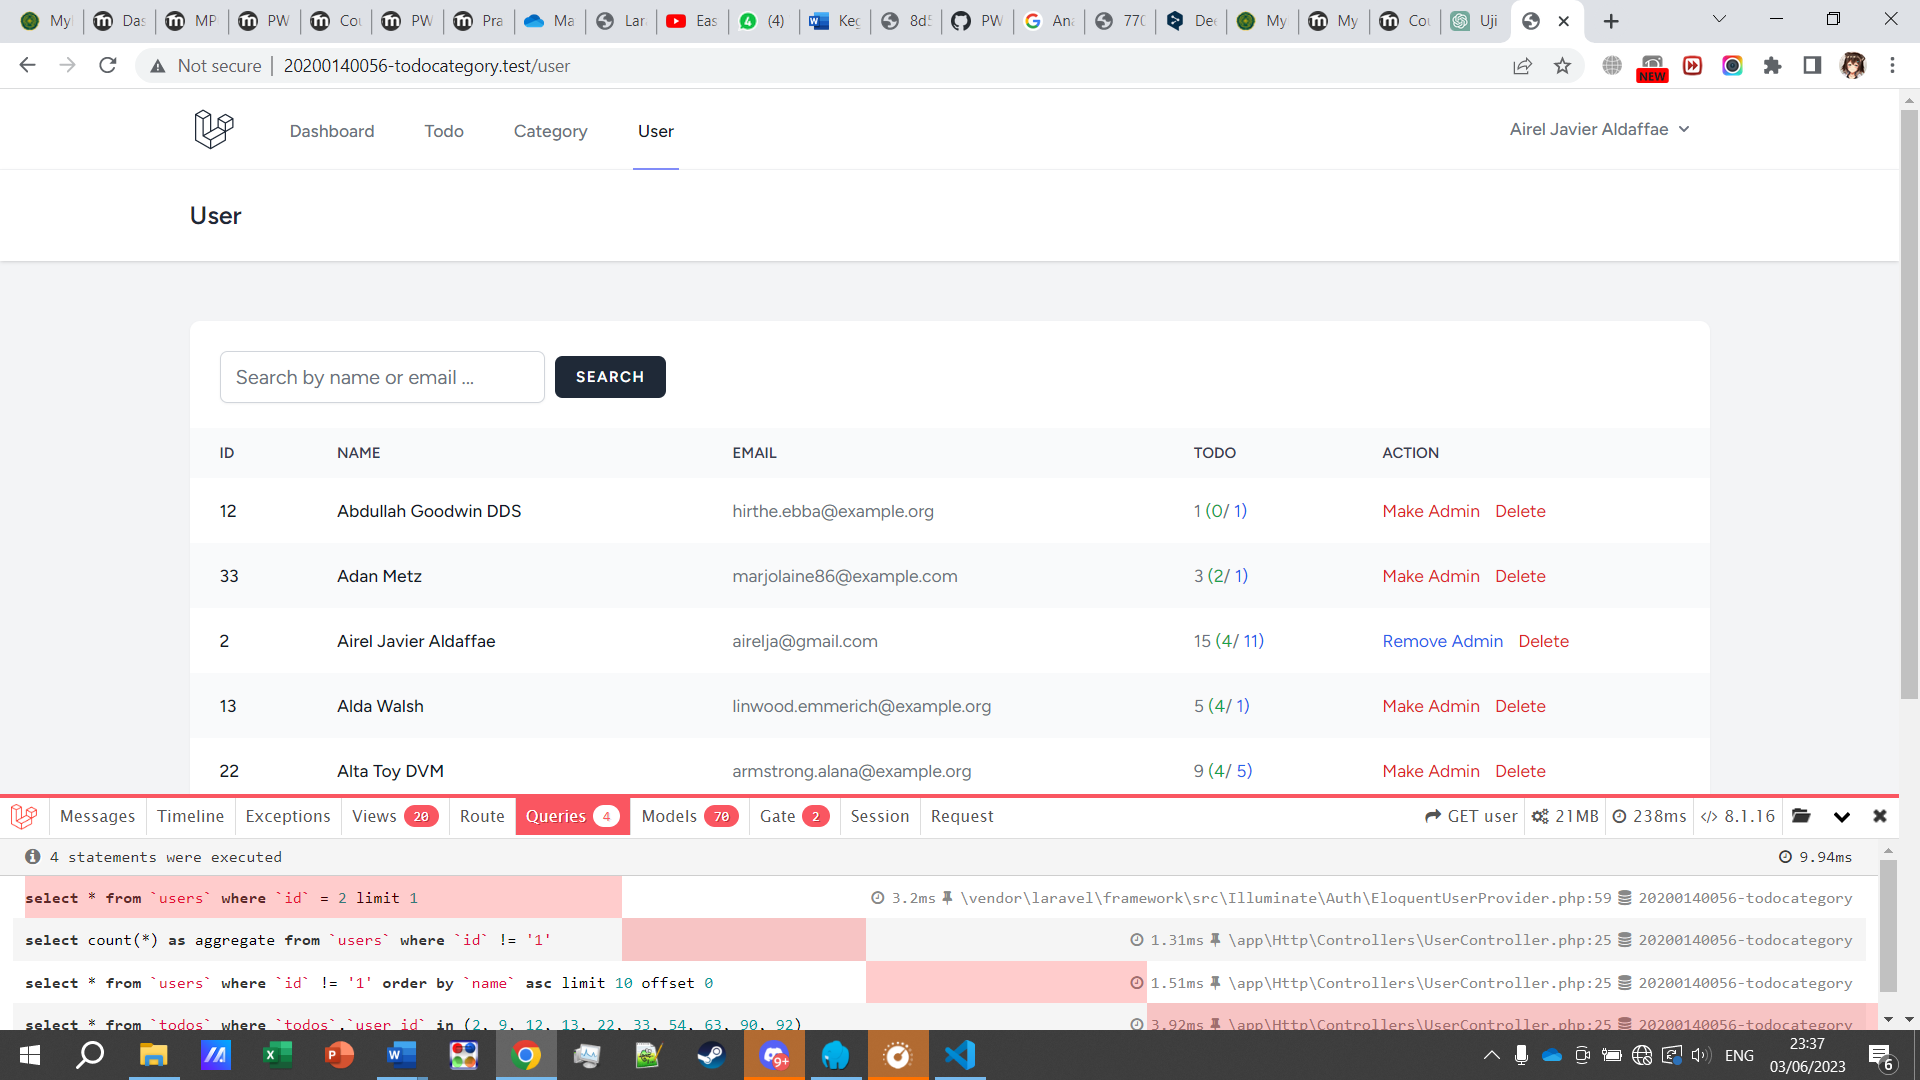 My Das MP PW Cou PW Pra Ma Lar Eas (4) Keg 8d5 PW Ana 770 Dee My My Cou Uji
Not secure 20200140056-todocategory.test/user NEW
Dashboard Todo Category User Airel Javier Aldaffae
User
Search by name or email ... SEARCH
ID NAME EMAIL TODO ACTION
12 Abdullah Goodwin DDS hirthe.ebba@example.org 1 (0/ 1) Make Admin Delete
33 Adan Metz marjolaine86@example.com 3 (2/ 1) Make Admin Delete
2 Airel Javier Aldaffae airelja@gmail.com 15 (4/ 11) Remove Admin Delete
13 Alda Walsh linwood.emmerich@example.org 5 (4/ 1) Make Admin Delete
22 Alta Toy DVM armstrong.alana@example.org 9 (4/ 5) Make Admin Delete
Messages Timeline Exceptions Views 20 Route Queries 4 Models 70 Gate 2 Session Request GET user 21MB 238ms 8.1.16
4 statements were executed 9.94ms
select * from `users` where `id` = 2 limit 1 3.2ms \vendor\laravel\framework\src\Illuminate\Auth\EloquentUserProvider.php:59 20200140056-todocategory
select count(*) as aggregate from `users` where `id` != '1' 1.31ms \app\Http\Controllers\UserController.php:25 20200140056-todocategory
select * from `users` where `id` != '1' order by `name` asc limit 10 offset 0 1.51ms \app\Http\Controllers\UserController.php:25 20200140056-todocategory
select * from `todos` where `todos`.`user_id` in (2, 9, 12, 13, 22, 33, 54, 63, 90, 92) 3.92ms \app\Http\Controllers\UserController.php:25 20200140056-todocategory
9+ ENG 23:37
03/06/2023 6